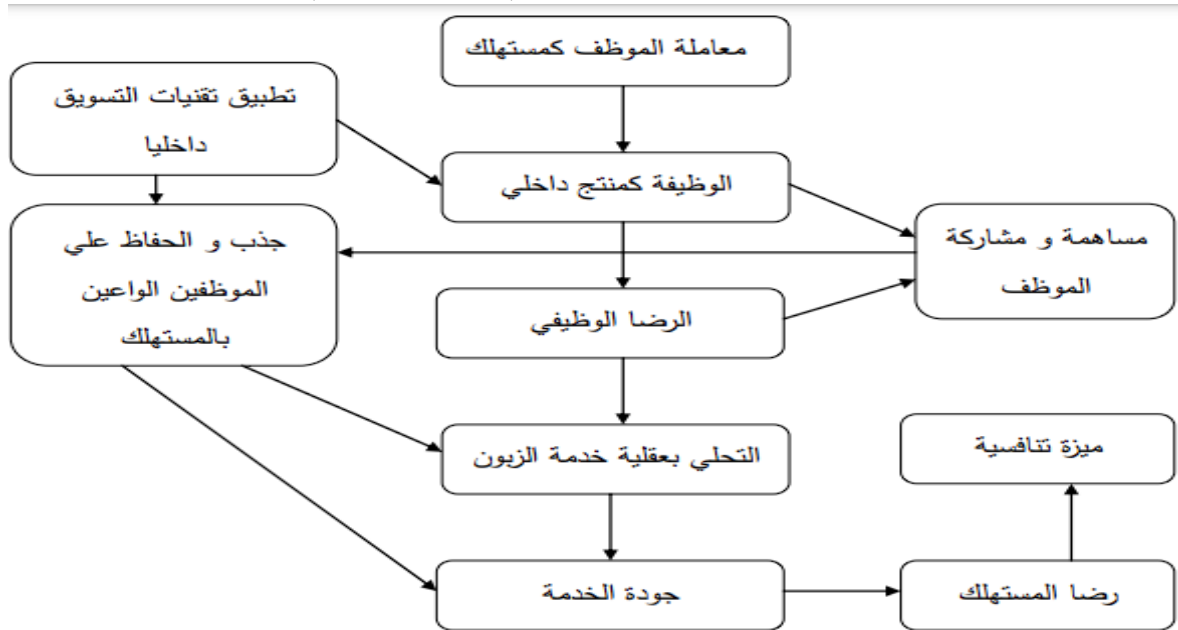 معاملة الموظف كمستهلك
تطبيق تقنيات التسويق
داخليا
الوظيفة كمنتج داخلي
جذب و الحفاظ علي
الموظفين الواعين
بالمستهلك
مساهمة و مشاركة
الموظف
الرضا الوظيفي
التحلي بعقلية خدمة الزبون
ميزة تنافسية
جودة الخدمة
رضا المستهلك